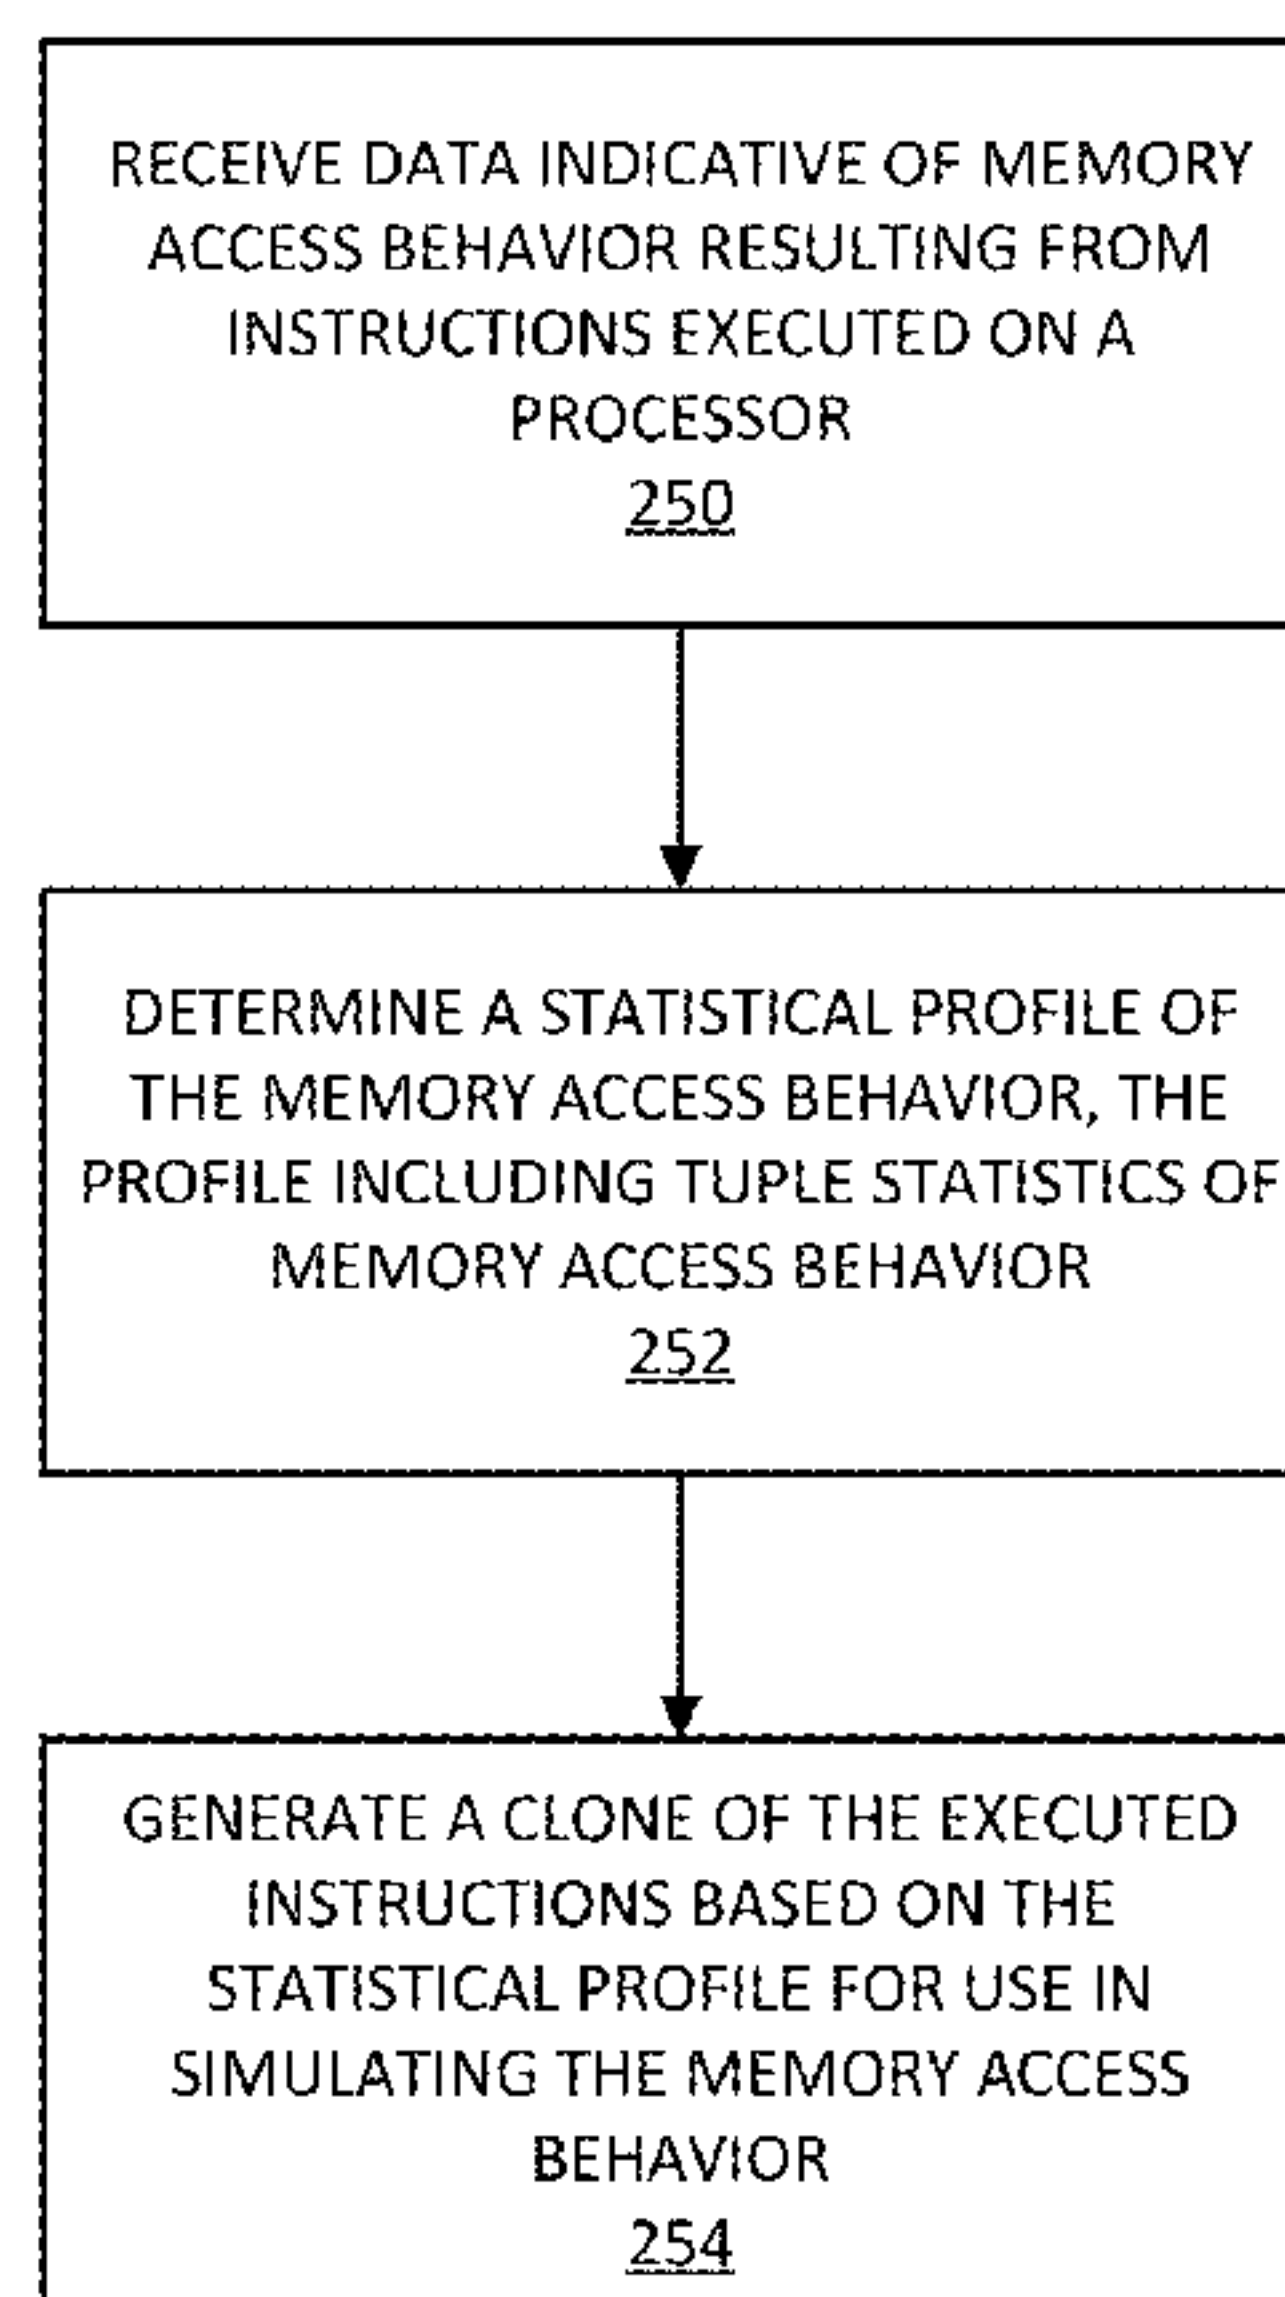 RECEIVE DATA INDICATIVE OF MEMORY
ACCESS BEHAVIOR RESULTING FROM
INSTRUCTIONS EXECUTED ON A
PROCESSOR
250
DETERMINE A STATISTICAL PROFILE OF
THE MEMORY ACCESS BEHAVIOR, THE
PROFILE INCLUDING TUPLE STATISTICS OF
MEMORY ACCESS BEHAVIOR
252
GENERATE A CLONE OF THE EXECUTED
INSTRUCTIONS BASED ON THE
STATISTICAL PROFILE FOR USE IN
SIMULATING THE MEMORY ACCESS
BEHAVIOR
254